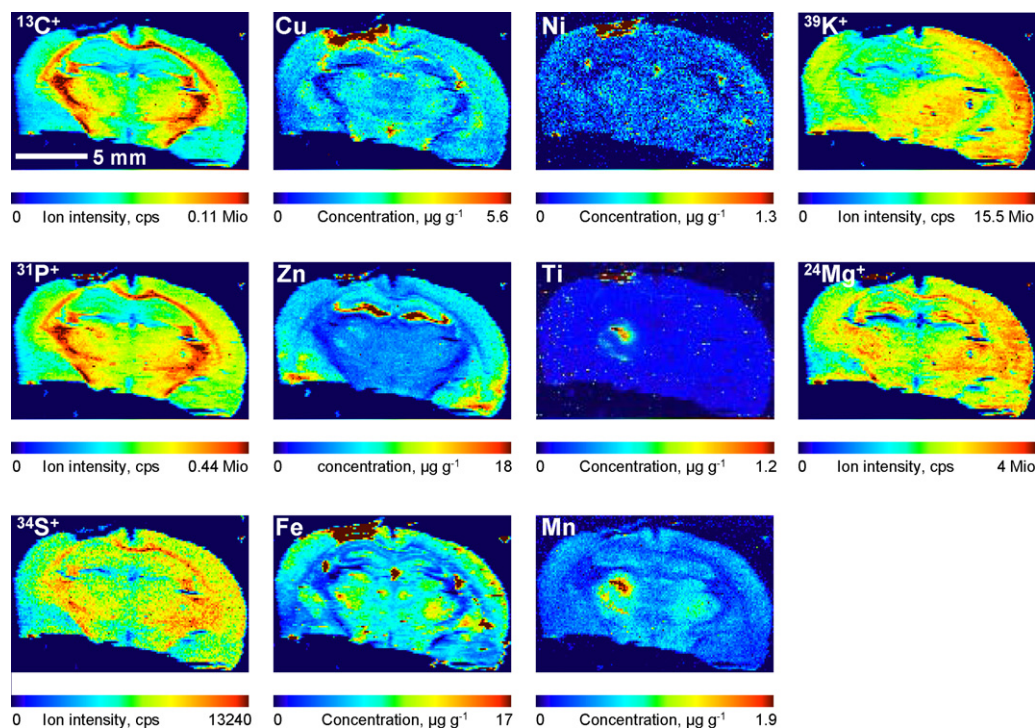 ¹³C⁺ Cu Ni ³⁹K⁺
5 mm
0 Ion intensity, cps 0.11 Mio 0 Concentration, µg g⁻¹ 5.6 0 Concentration, µg g⁻¹ 1.3 0 Ion intensity, cps 15.5 Mio
³¹P⁺ Zn Ti ²⁴Mg⁺
0 Ion intensity, cps 0.44 Mio 0 concentration, µg g⁻¹ 18 0 Concentration, µg g⁻¹ 1.2 0 Ion intensity, cps 4 Mio
³⁴S⁺ Fe Mn
0 Ion intensity, cps 13240 0 Concentration, µg g⁻¹ 17 0 Concentration, µg g⁻¹ 1.9